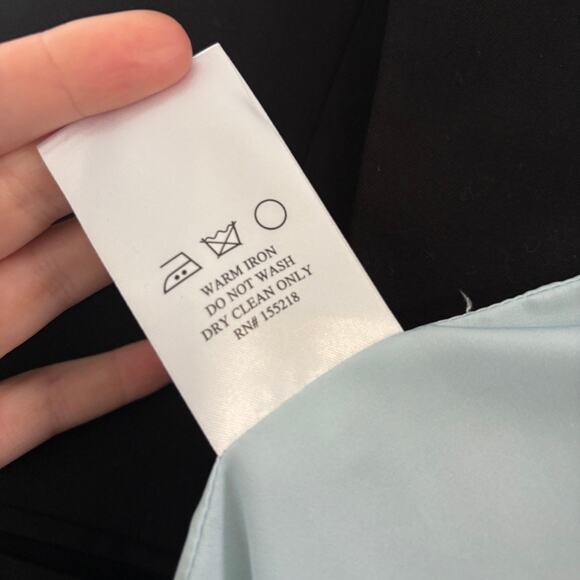 WARM IRON
DO NOT WASH
DRY CLEAN ONLY
RN# 155218